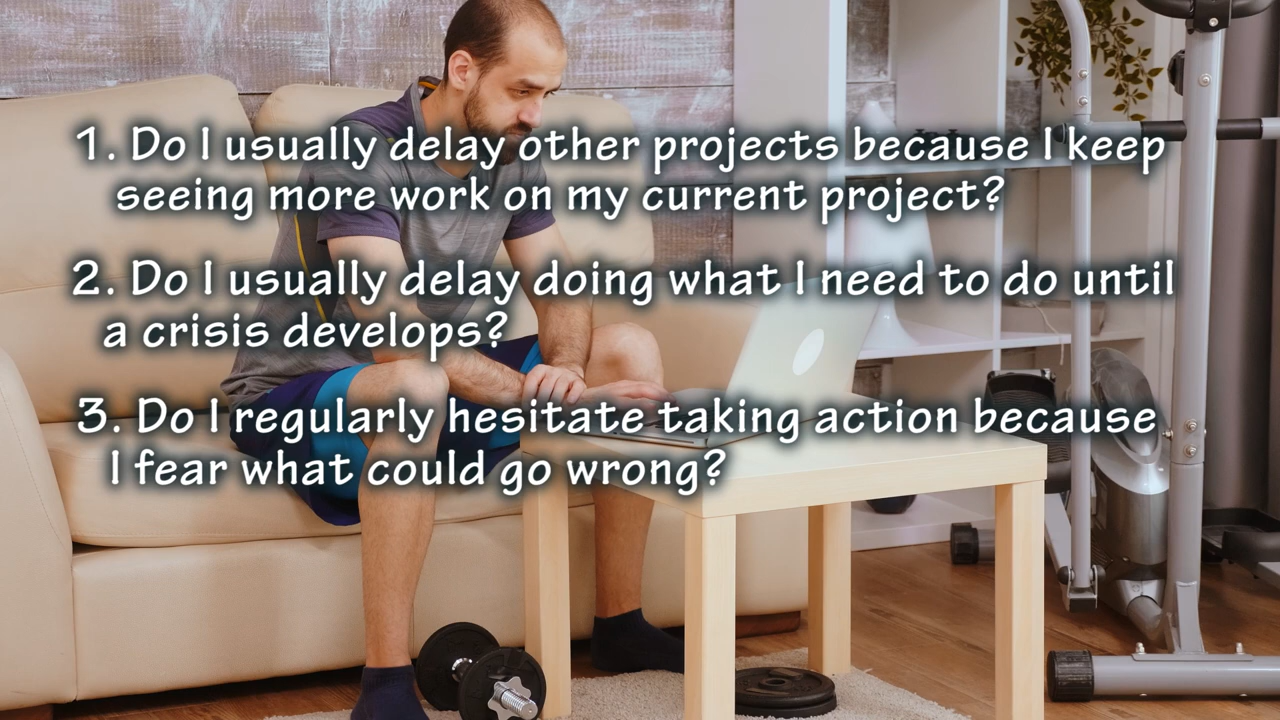 1. Do I usually delay other projects because I keep
seeing more work on my current project?
2. Do I usually delay doing what I need to do until
a crisis develops?
3. Do I regularly hesitate taking action because
I fear what could go wrong?